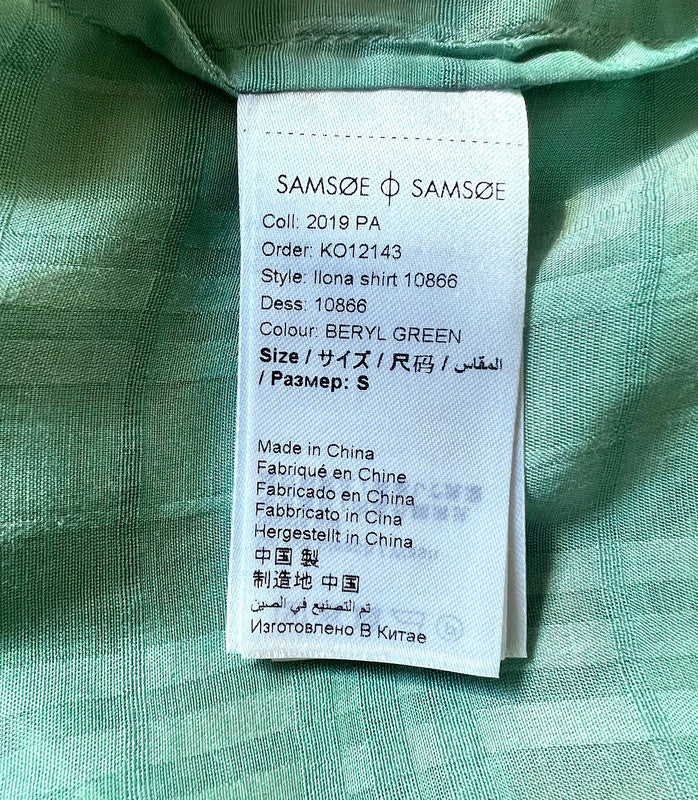 SAMSØE ϕ SAMSØE
Coll: 2019 PA
Order: KO12143
Style: Ilona shirt 10866
Dess: 10866
Colour: BERYL GREEN
Size / サイズ / 尺码 / المقاس
/ Размер: S
Made in China
Fabriqué en Chine
Fabricado en China
Fabbricato in Cina
Hergestellt in China
中国 製
制造地 中国
تم التصنيع في الصين
Изготовлено В Китае